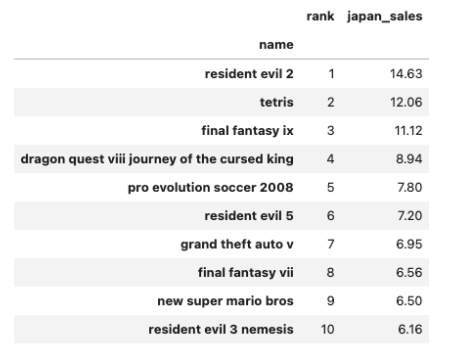 rank japan_sales
name
resident evil 2 1 14.63
tetris 2 12.06
final fantasy ix 3 11.12
dragon quest viii journey of the cursed king 4 8.94
pro evolution soccer 2008 5 7.80
resident evil 5 6 7.20
grand theft auto v 7 6.95
final fantasy vii 8 6.56
new super mario bros 9 6.50
resident evil 3 nemesis 10 6.16